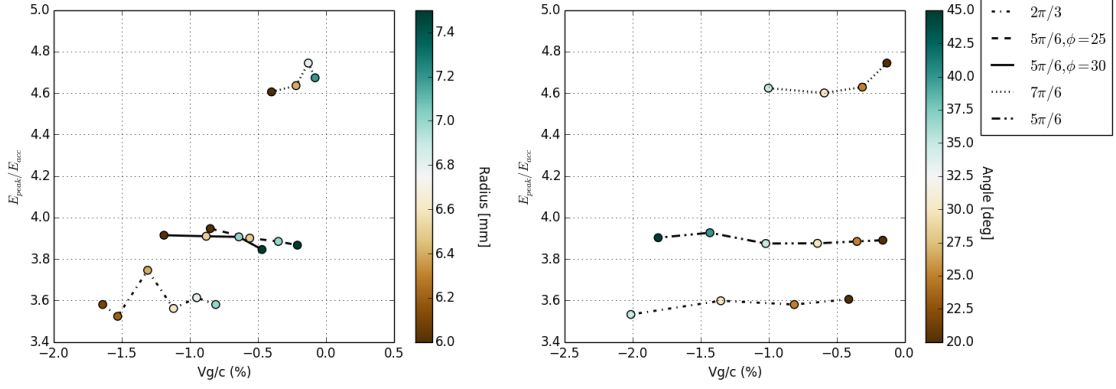 5.0
4.8
4.6
4.4
4.2
4.0
3.8
3.6
3.4
E_peak/E_acc
−2.0 −1.5 −1.0 −0.5 0.0 0.5
Vg/c (%)
7.4
7.2
7.0
6.8
6.6
6.4
6.2
6.0
Radius [mm]
5.0
4.8
4.6
4.4
4.2
4.0
3.8
3.6
3.4
E_peak/E_acc
−2.5 −2.0 −1.5 −1.0 −0.5 0.0
Vg/c (%)
45.0
42.5
40.0
37.5
35.0
32.5
30.0
27.5
25.0
22.5
20.0
Angle [deg]
2π/3
5π/6,ϕ=25
5π/6,ϕ=30
7π/6
5π/6